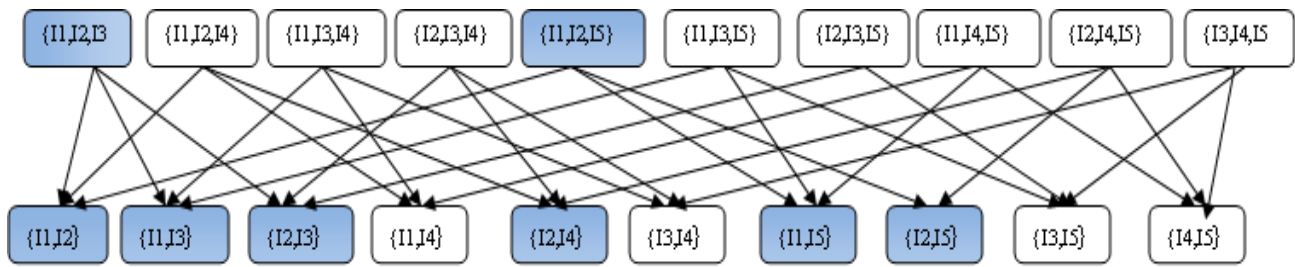 {I1,I2,I3
{I1,I2,I4}
{I1,I3,I4}
{I2,I3,I4}
{I1,I2,I5}
{I1,I3,I5}
{I2,I3,I5}
{I1,I4,I5}
{I2,I4,I5}
{I3,I4,I5
{I1,I2}
{I1,I3}
{I2,I3}
{I1,I4}
{I2,I4}
{I3,I4}
{I1,I5}
{I2,I5}
{I3,I5}
{I4,I5}